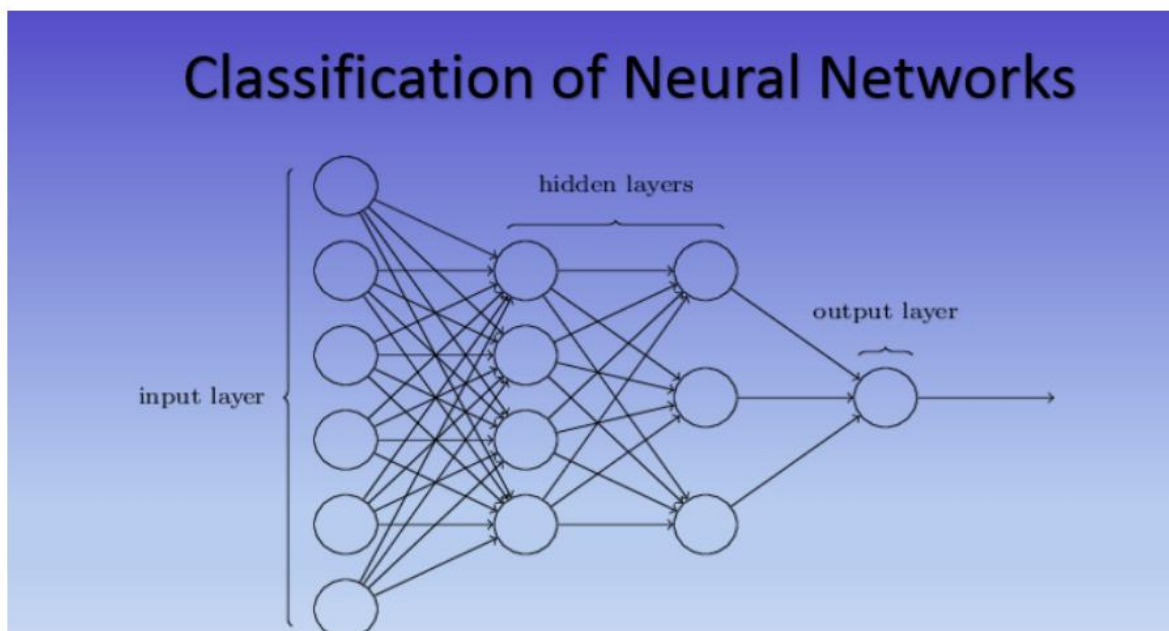 Classification of Neural Networks
hidden layers
output layer
input layer